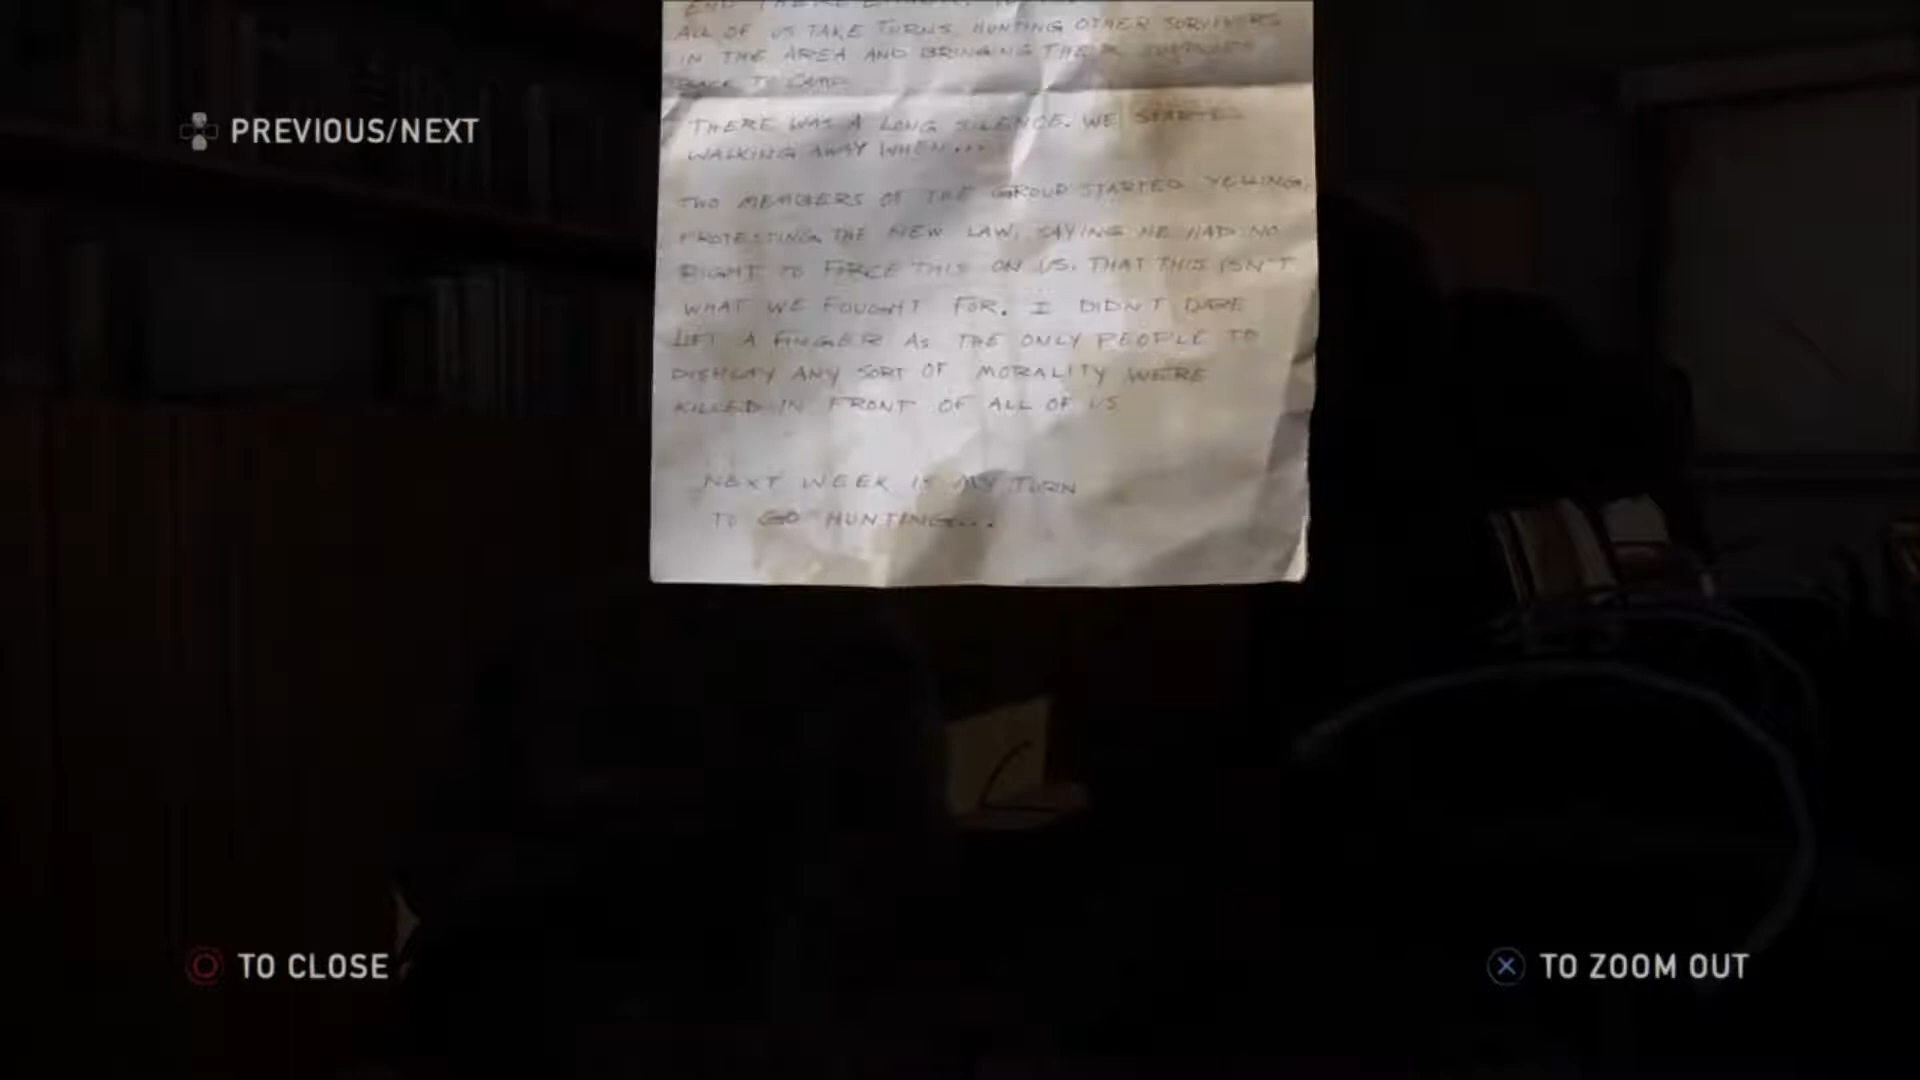 ALL OF US TAKE TURNS, HUNTING OTHER SURVIVORS
IN THE AREA AND BRINGING THEIR SUPPLIES
BACK TO CAMP
THERE WAS A LONG SILENCE. WE STARTED
WALKING AWAY WHEN...
TWO MEMBERS OF THE GROUP STARTED YELLING,
PROTESTING THE NEW LAW, SAYING HE HAD NO
RIGHT TO FORCE THIS ON US. THAT THIS ISN'T
WHAT WE FOUGHT FOR. I DIDN'T DARE
LIFT A FINGER AS THE ONLY PEOPLE TO
DISPLAY ANY SORT OF MORALITY WERE
KILLED IN FRONT OF ALL OF US
NEXT WEEK IS MY TURN
TO GO HUNTING...
PREVIOUS/NEXT
TO CLOSE
TO ZOOM OUT